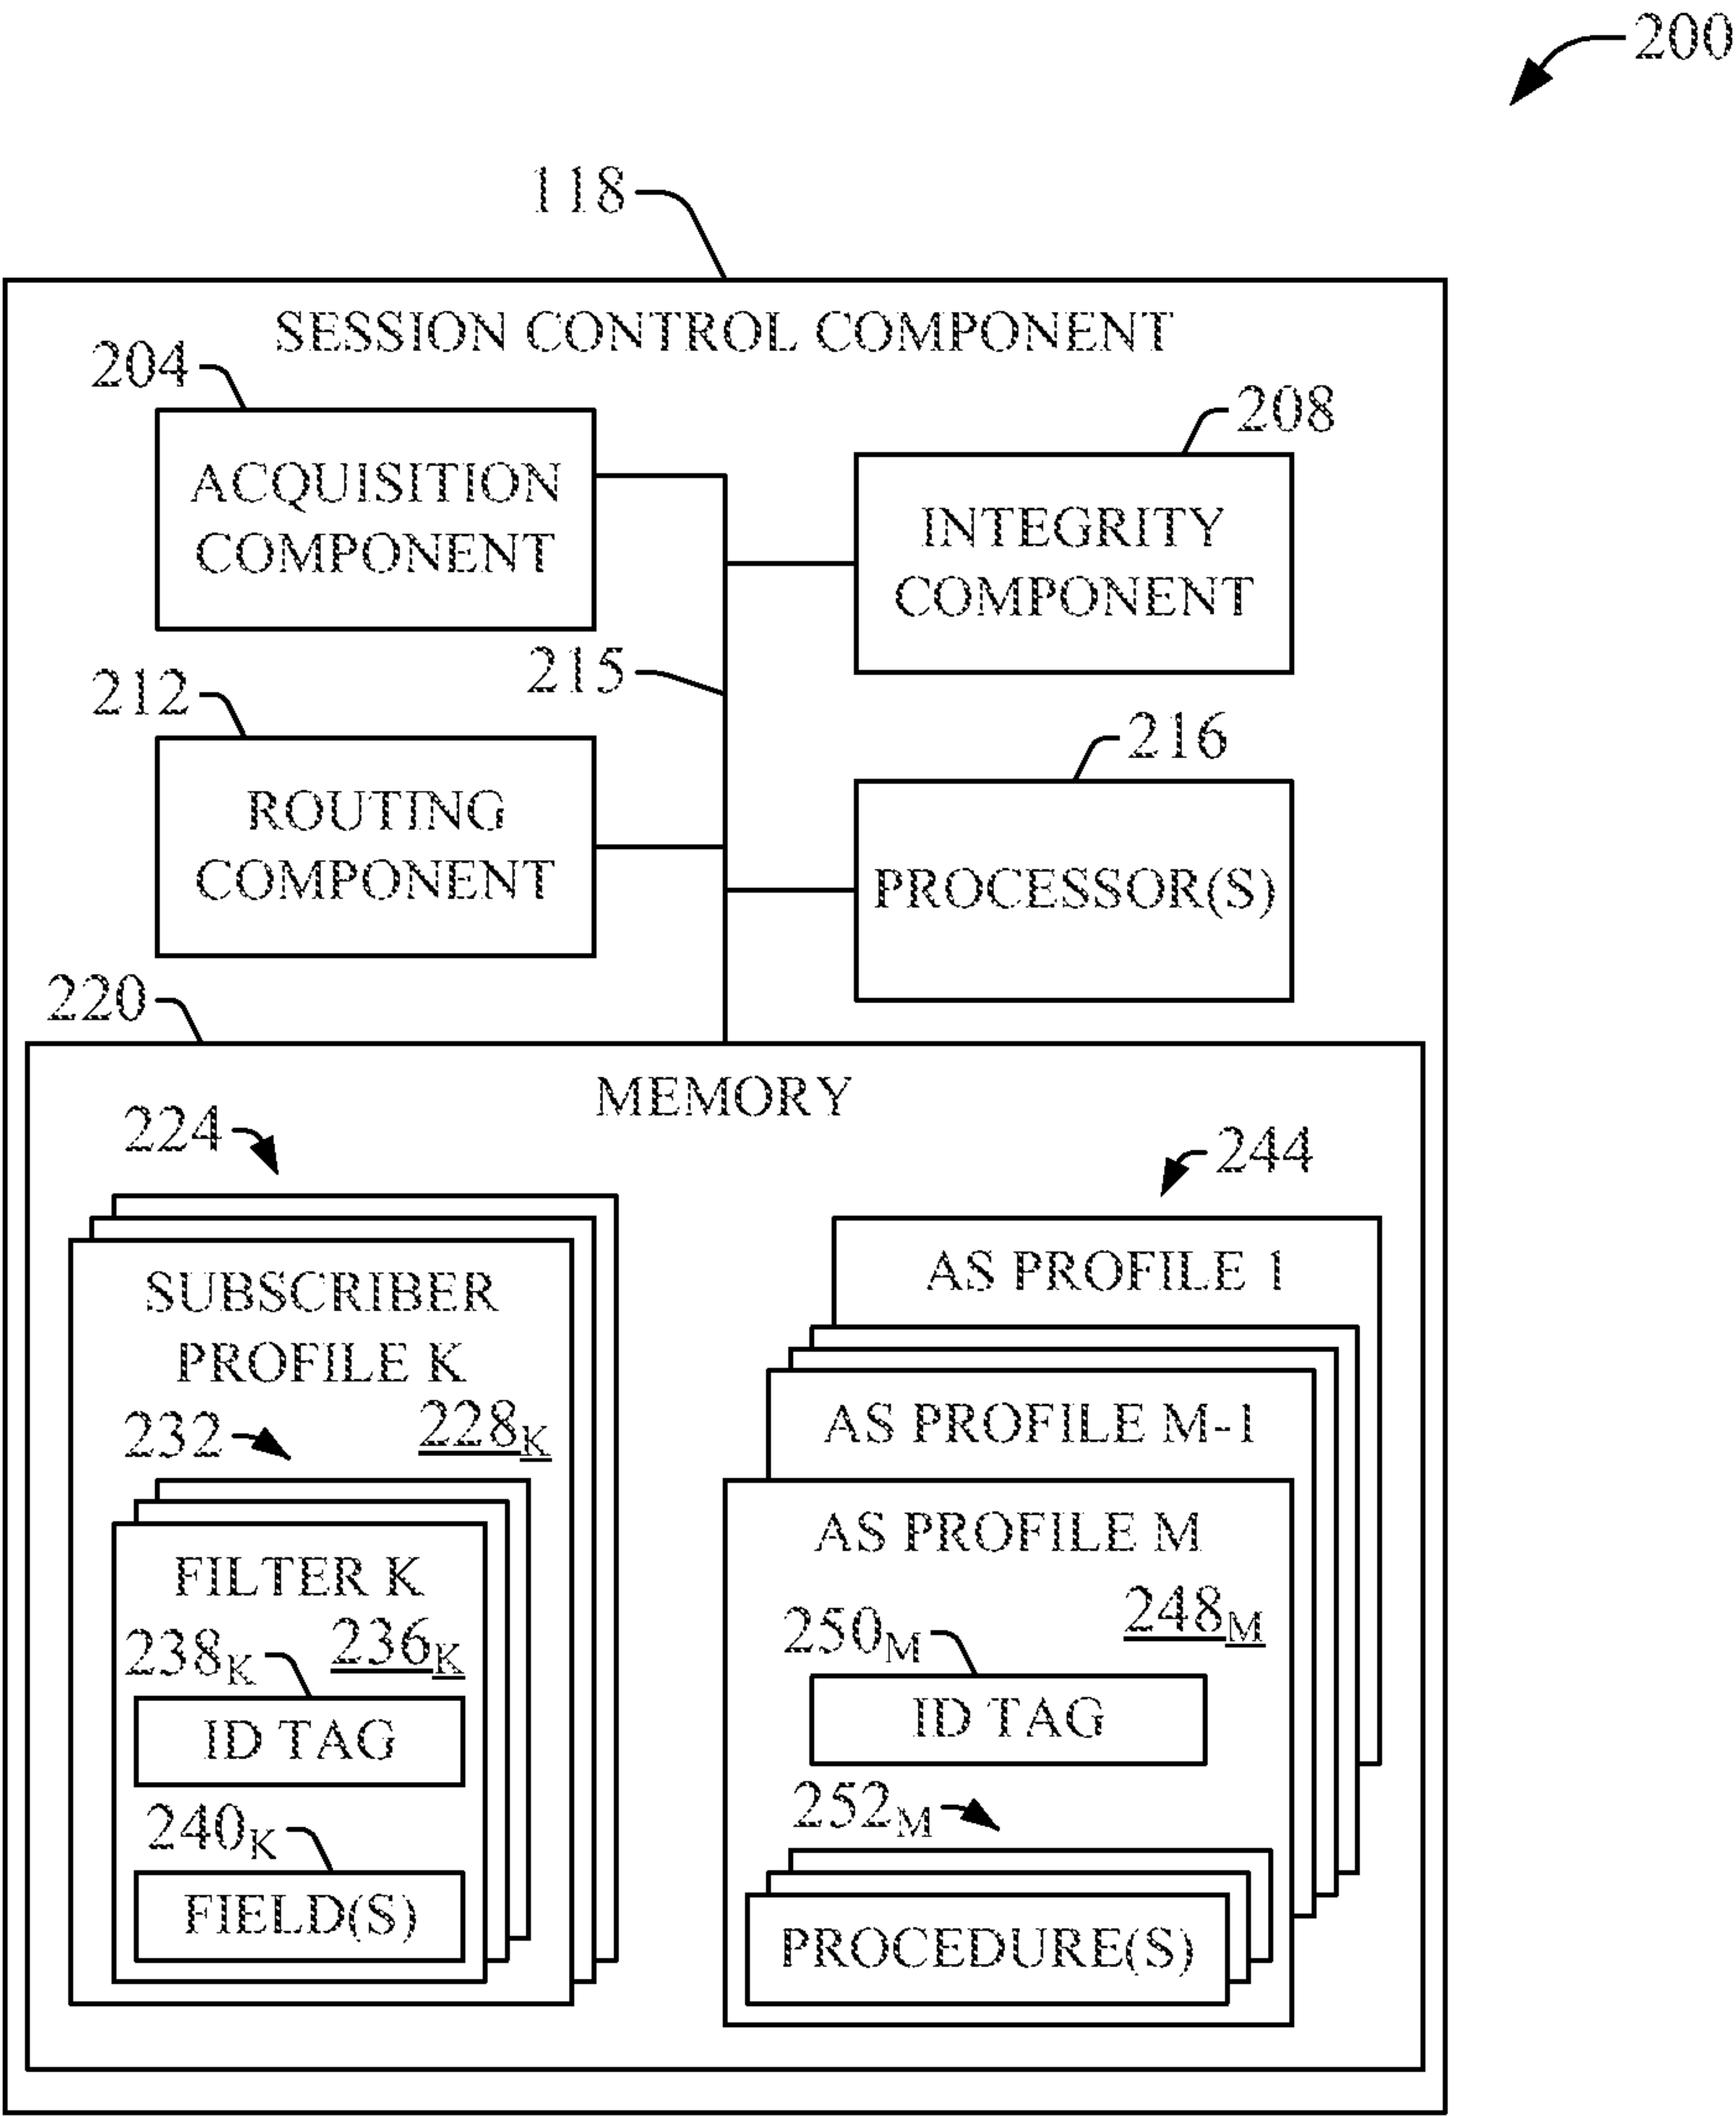 200
118
SESSION CONTROL COMPONENT
204
208
ACQUISITION
COMPONENT
INTEGRITY
COMPONENT
215
212
216
ROUTING
COMPONENT
PROCESSOR(S)
220
MEMORY
224
244
SUBSCRIBER
PROFILE K
228K
232
FILTER K
236K
238K
ID TAG
240K
FIELD(S)
AS PROFILE 1
AS PROFILE M-1
AS PROFILE M
248M
250M
ID TAG
252M
PROCEDURE(S)